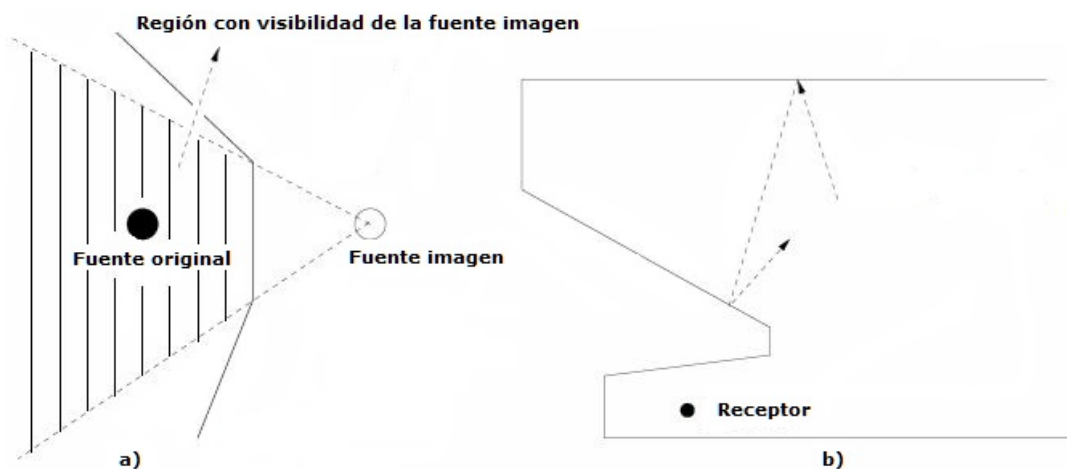 Región con visibilidad de la fuente imagen
Fuente original
Fuente imagen
a)
Receptor
b)